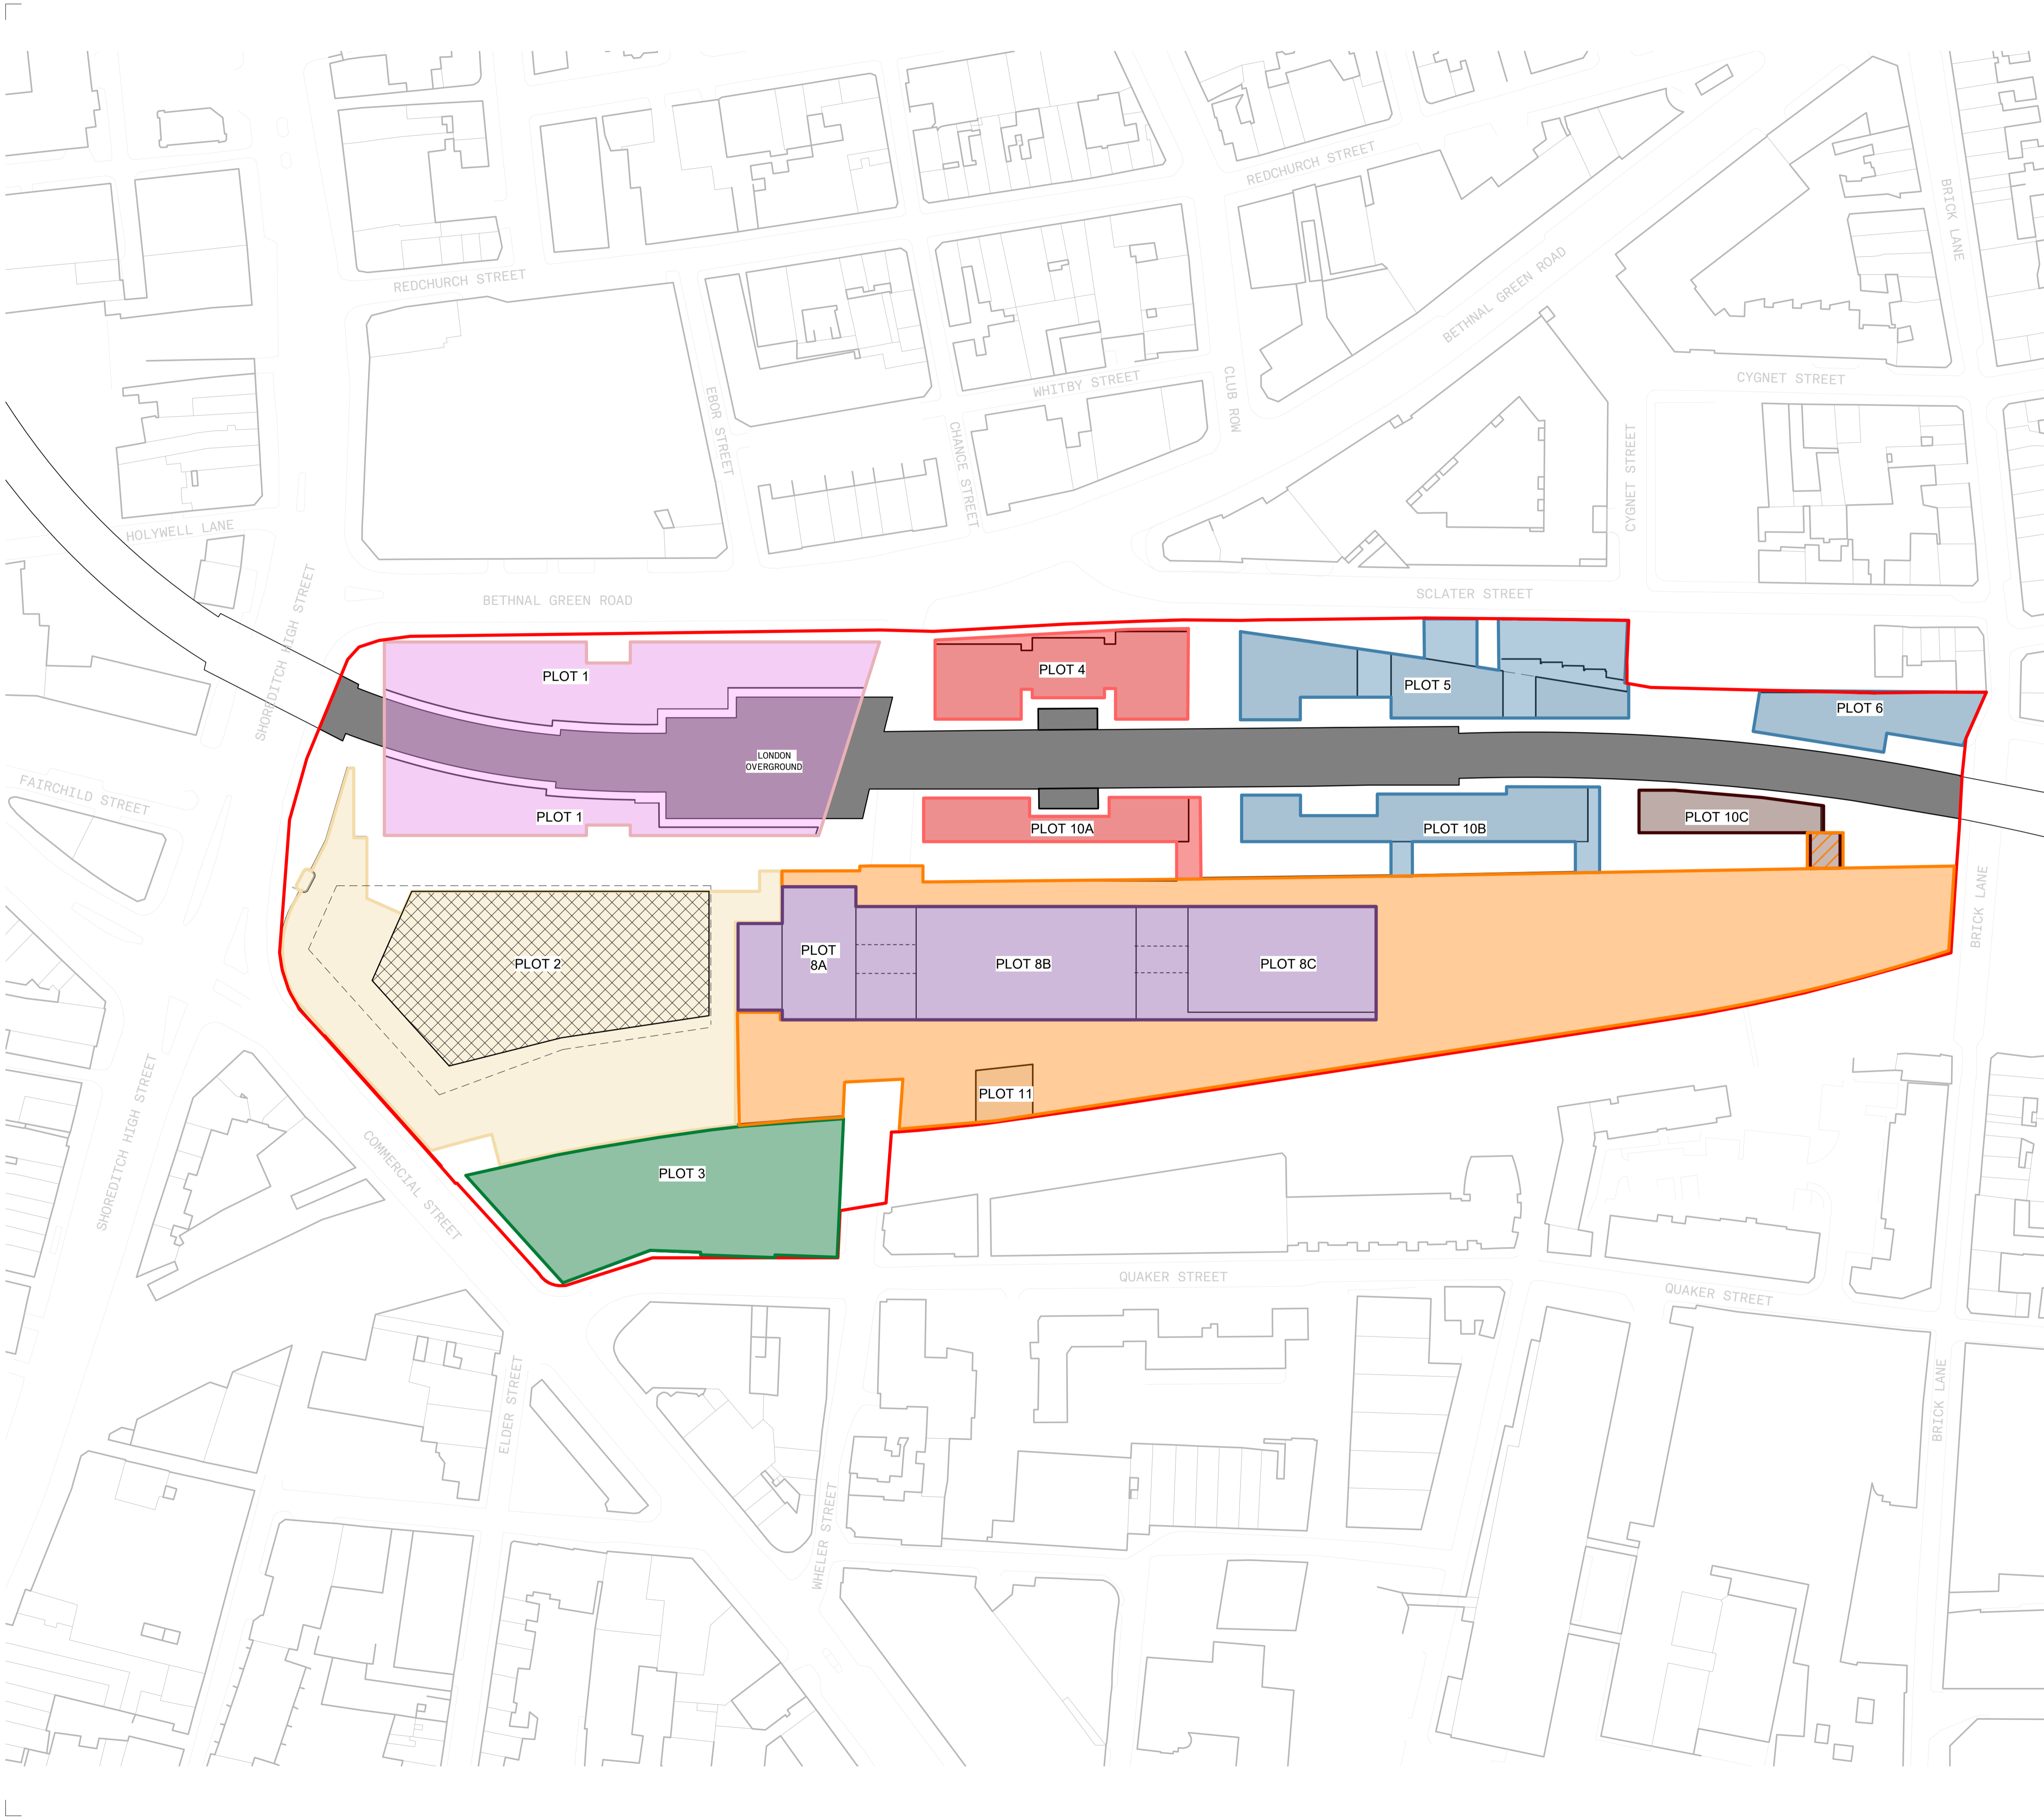 REDCHURCH STREET
BRICK LANE
REDCHURCH STREET
BETHNAL GREEN ROAD
WHITBY STREET
CYGNET STREET
EBOR STREET
CLUB ROW
CHANCE STREET
CYGNET STREET
HOLYWELL LANE
SHOREDITCH HIGH STREET
BETHNAL GREEN ROAD
SCLATER STREET
PLOT 1
PLOT 4
PLOT 5
PLOT 6
LONDON
OVERGROUND
FAIRCHILD STREET
PLOT 1
PLOT 10A
PLOT 10B
PLOT 10C
BRICK LANE
PLOT 2
PLOT
8A
PLOT 8B
PLOT 8C
PLOT 11
SHOREDITCH HIGH STREET
COMMERCIAL STREET
PLOT 3
QUAKER STREET
QUAKER STREET
ELDER STREET
BRICK LANE
WHELER STREET